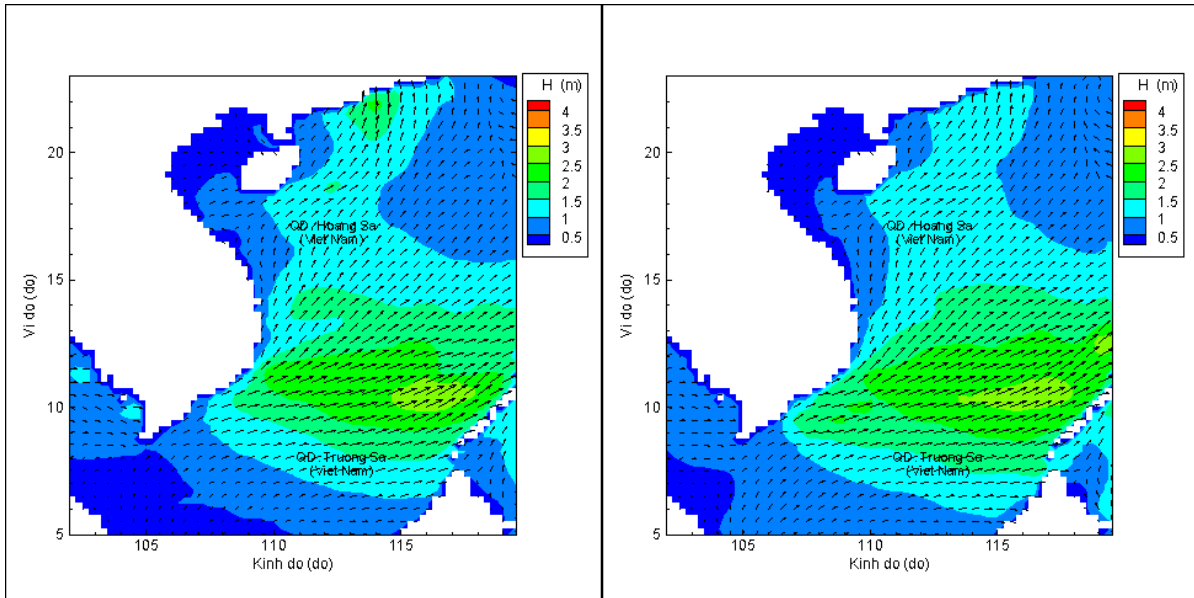 H (m)
4
3.5
3
2.5
2
1.5
1
0.5
20
15
10
5
Vi do (do)
QD. Hoang Sa
(Viet Nam)
QD. Truong Sa
(Viet Nam)
105
110
115
Kinh do (do)
H (m)
4
3.5
3
2.5
2
1.5
1
0.5
20
15
10
5
Vi do (do)
QD. Hoang Sa
(Viet Nam)
QD. Truong Sa
(Viet Nam)
105
110
115
Kinh do (do)